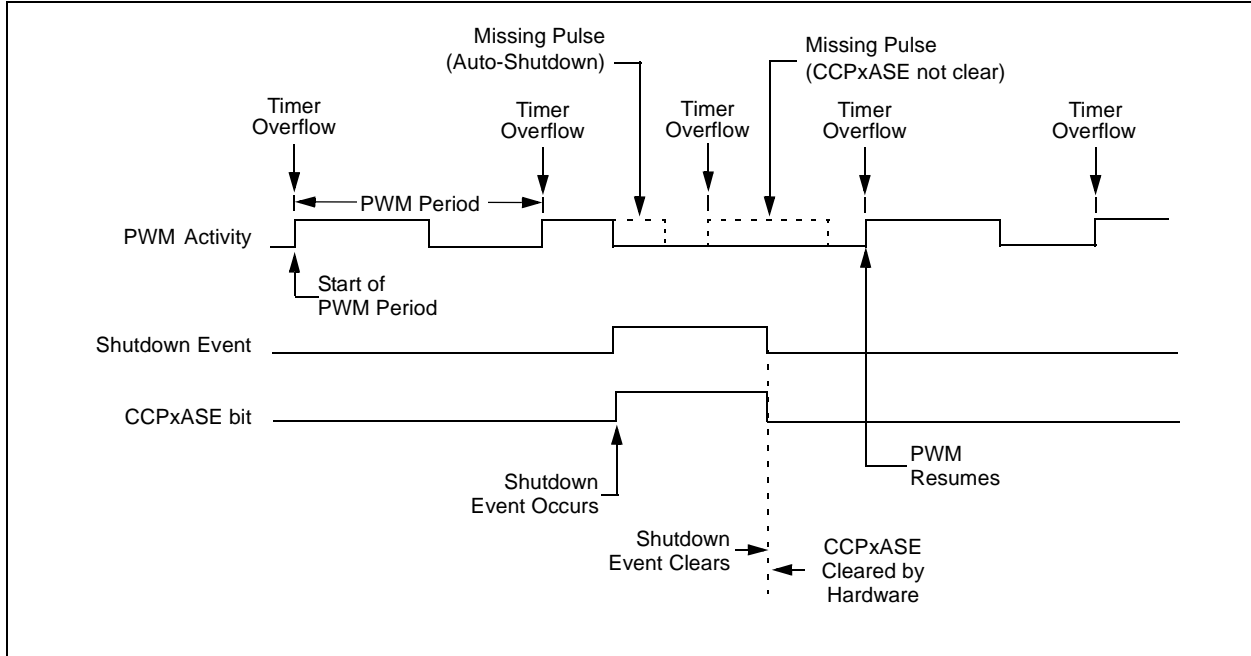 Missing Pulse
(Auto-Shutdown)
Missing Pulse
(CCPxASE not clear)
Timer
Overflow
Timer
Overflow
Timer
Overflow
Timer
Overflow
Timer
Overflow
PWM Period
PWM Activity
Start of
PWM Period
Shutdown Event
CCPxASE bit
Shutdown
Event Occurs
PWM
Resumes
Shutdown
Event Clears
CCPxASE
Cleared by
Hardware